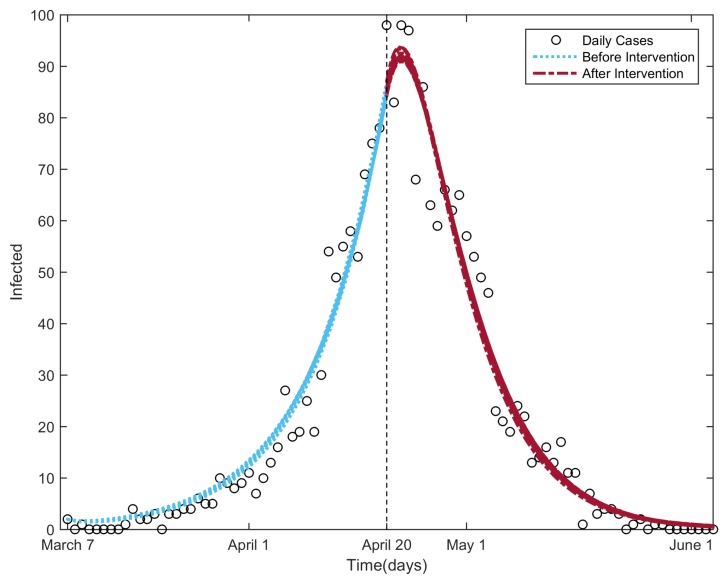 100
90
80
70
60
50
40
30
20
10
0
Infected
Daily Cases
Before Intervention
After Intervention
March 7 April 1 April 20 May 1 June 1
Time(days)